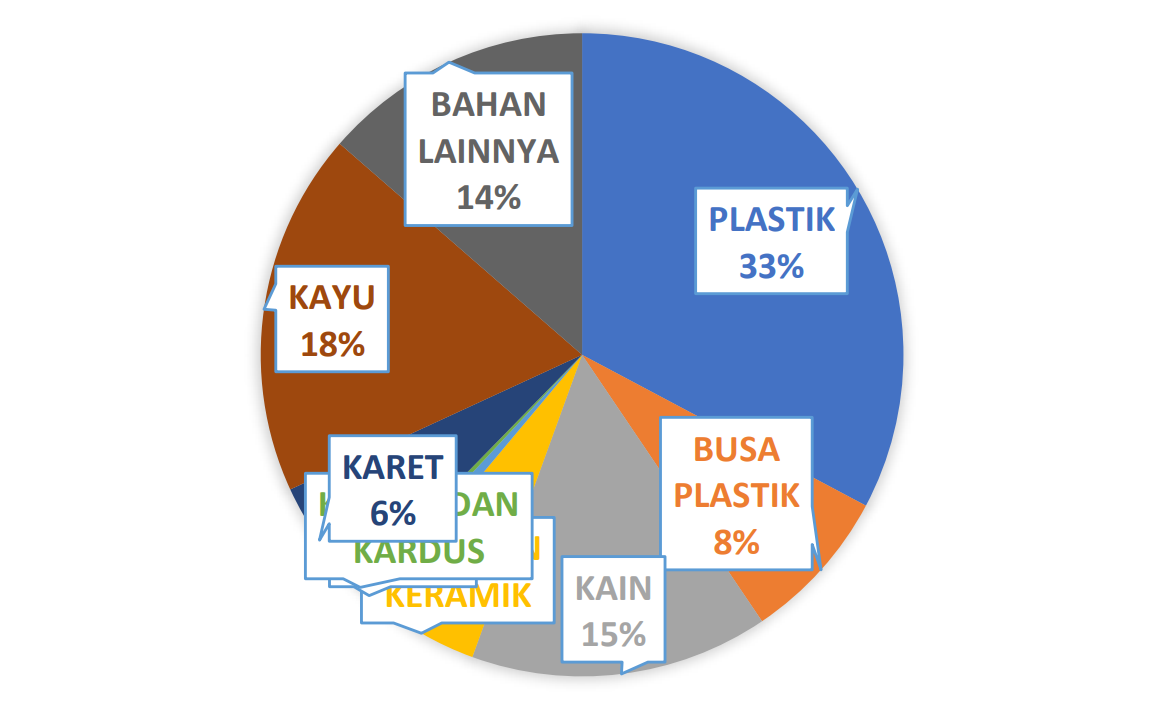 BAHAN
LAINNYA
14%
PLASTIK
33%
KAYU
18%
BUSA
PLASTIK
8%
KARET
6%
DAN
KARDUS
KERAMIK
KAIN
15%